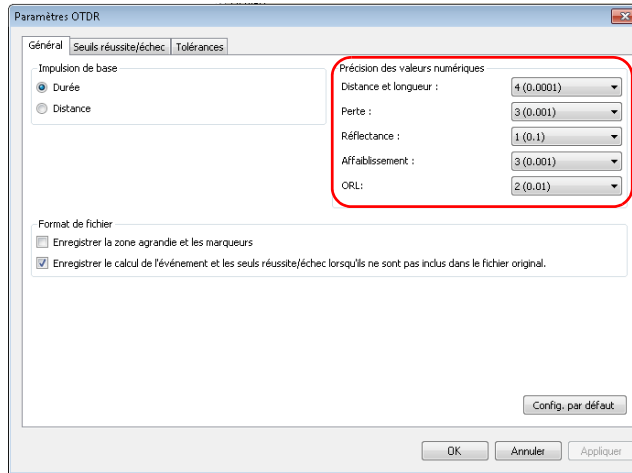 Paramètres OTDR
Général Seuils réussite/échec Tolérances
Impulsion de base
Durée
Distance
Précision des valeurs numériques
Distance et longueur : 4 (0.0001)
Perte : 3 (0.001)
Réflectance : 1 (0.1)
Affaiblissement : 3 (0.001)
ORL: 2 (0.01)
Format de fichier
Enregistrer la zone agrandie et les marqueurs
Enregistrer le calcul de l'événement et les seuls réussite/échec lorsqu'ils ne sont pas inclus dans le fichier original.
Config. par défaut
OK Annuler Appliquer